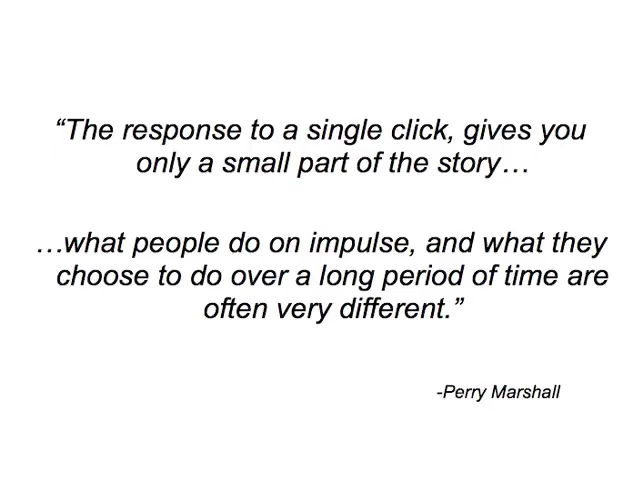 “The response to a single click, gives you
only a small part of the story…
…what people do on impulse, and what they
choose to do over a long period of time are
often very different.”
-Perry Marshall